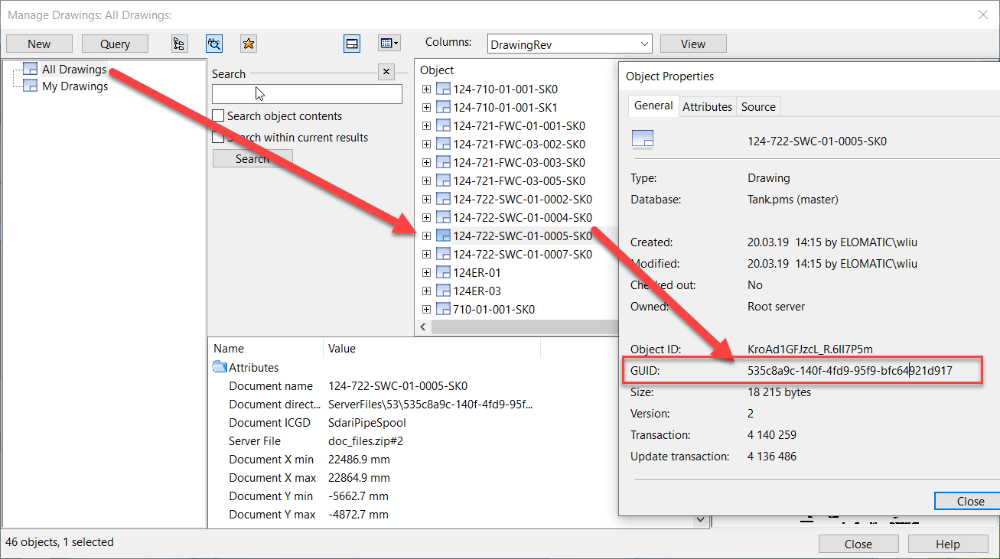 Manage Drawings: All Drawings:
New Query Columns: DrawingRev View
All Drawings
My Drawings
Search
Search object contents
Search within current results
Search
Object
124-710-01-001-SK0
124-710-01-001-SK1
124-721-FWC-01-001-SK0
124-721-FWC-03-002-SK0
124-721-FWC-03-003-SK0
124-721-FWC-03-005-SK0
124-722-SWC-01-0002-SK0
124-722-SWC-01-0004-SK0
124-722-SWC-01-0005-SK0
124-722-SWC-01-0007-SK0
124ER-01
124ER-03
710-01-001-SK0
Name Value
Attributes
Document name 124-722-SWC-01-0005-SK0
Document direct... ServerFiles\53\535c8a9c-140f-4fd9-95f...
Document ICGD SdariPipeSpool
Server File doc_files.zip#2
Document X min 22486.9 mm
Document X max 22864.9 mm
Document Y min -5662.7 mm
Document Y max -4872.7 mm
Object Properties
General Attributes Source
124-722-SWC-01-0005-SK0
Type: Drawing
Database: Tank.pms (master)
Created: 20.03.19 14:15 by ELOMATIC\wliu
Modified: 20.03.19 14:15 by ELOMATIC\wliu
Checked out: No
Owned: Root server
Object ID: KroAd1GFJzcL_R.6II7P5m
GUID: 535c8a9c-140f-4fd9-95f9-bfc64921d917
Size: 18 215 bytes
Version: 2
Transaction: 4 140 259
Update transaction: 4 136 486
Close
46 objects, 1 selected
Close Help